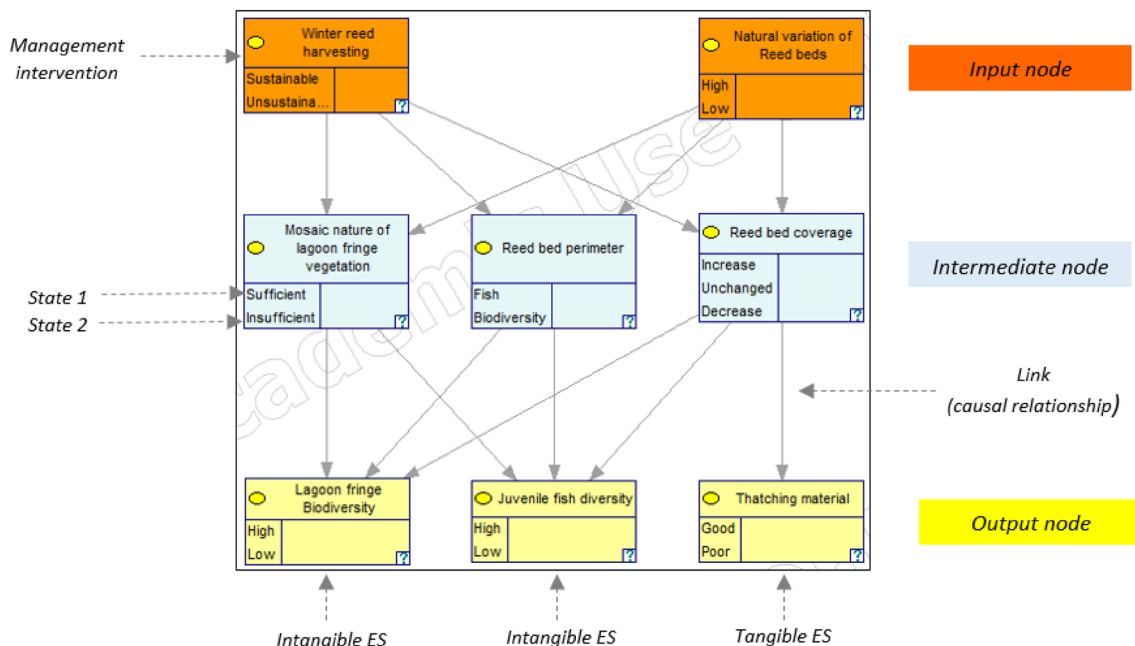 Management
intervention
Winter reed
harvesting
Sustainable
Unsustaina...
?
Natural variation of
Reed beds
High
Low
?
Input node
Mosaic nature of
lagoon fringe
vegetation
Sufficient
Insufficient
?
State 1
State 2
Reed bed perimeter
Fish
Biodiversity
?
Reed bed coverage
Increase
Unchanged
Decrease
?
Intermediate node
Link
(causal relationship)
Lagoon fringe
Biodiversity
High
Low
?
Juvenile fish diversity
High
Low
?
Thatching material
Good
Poor
?
Output node
Intangible ES
Intangible ES
Tangible ES
Use